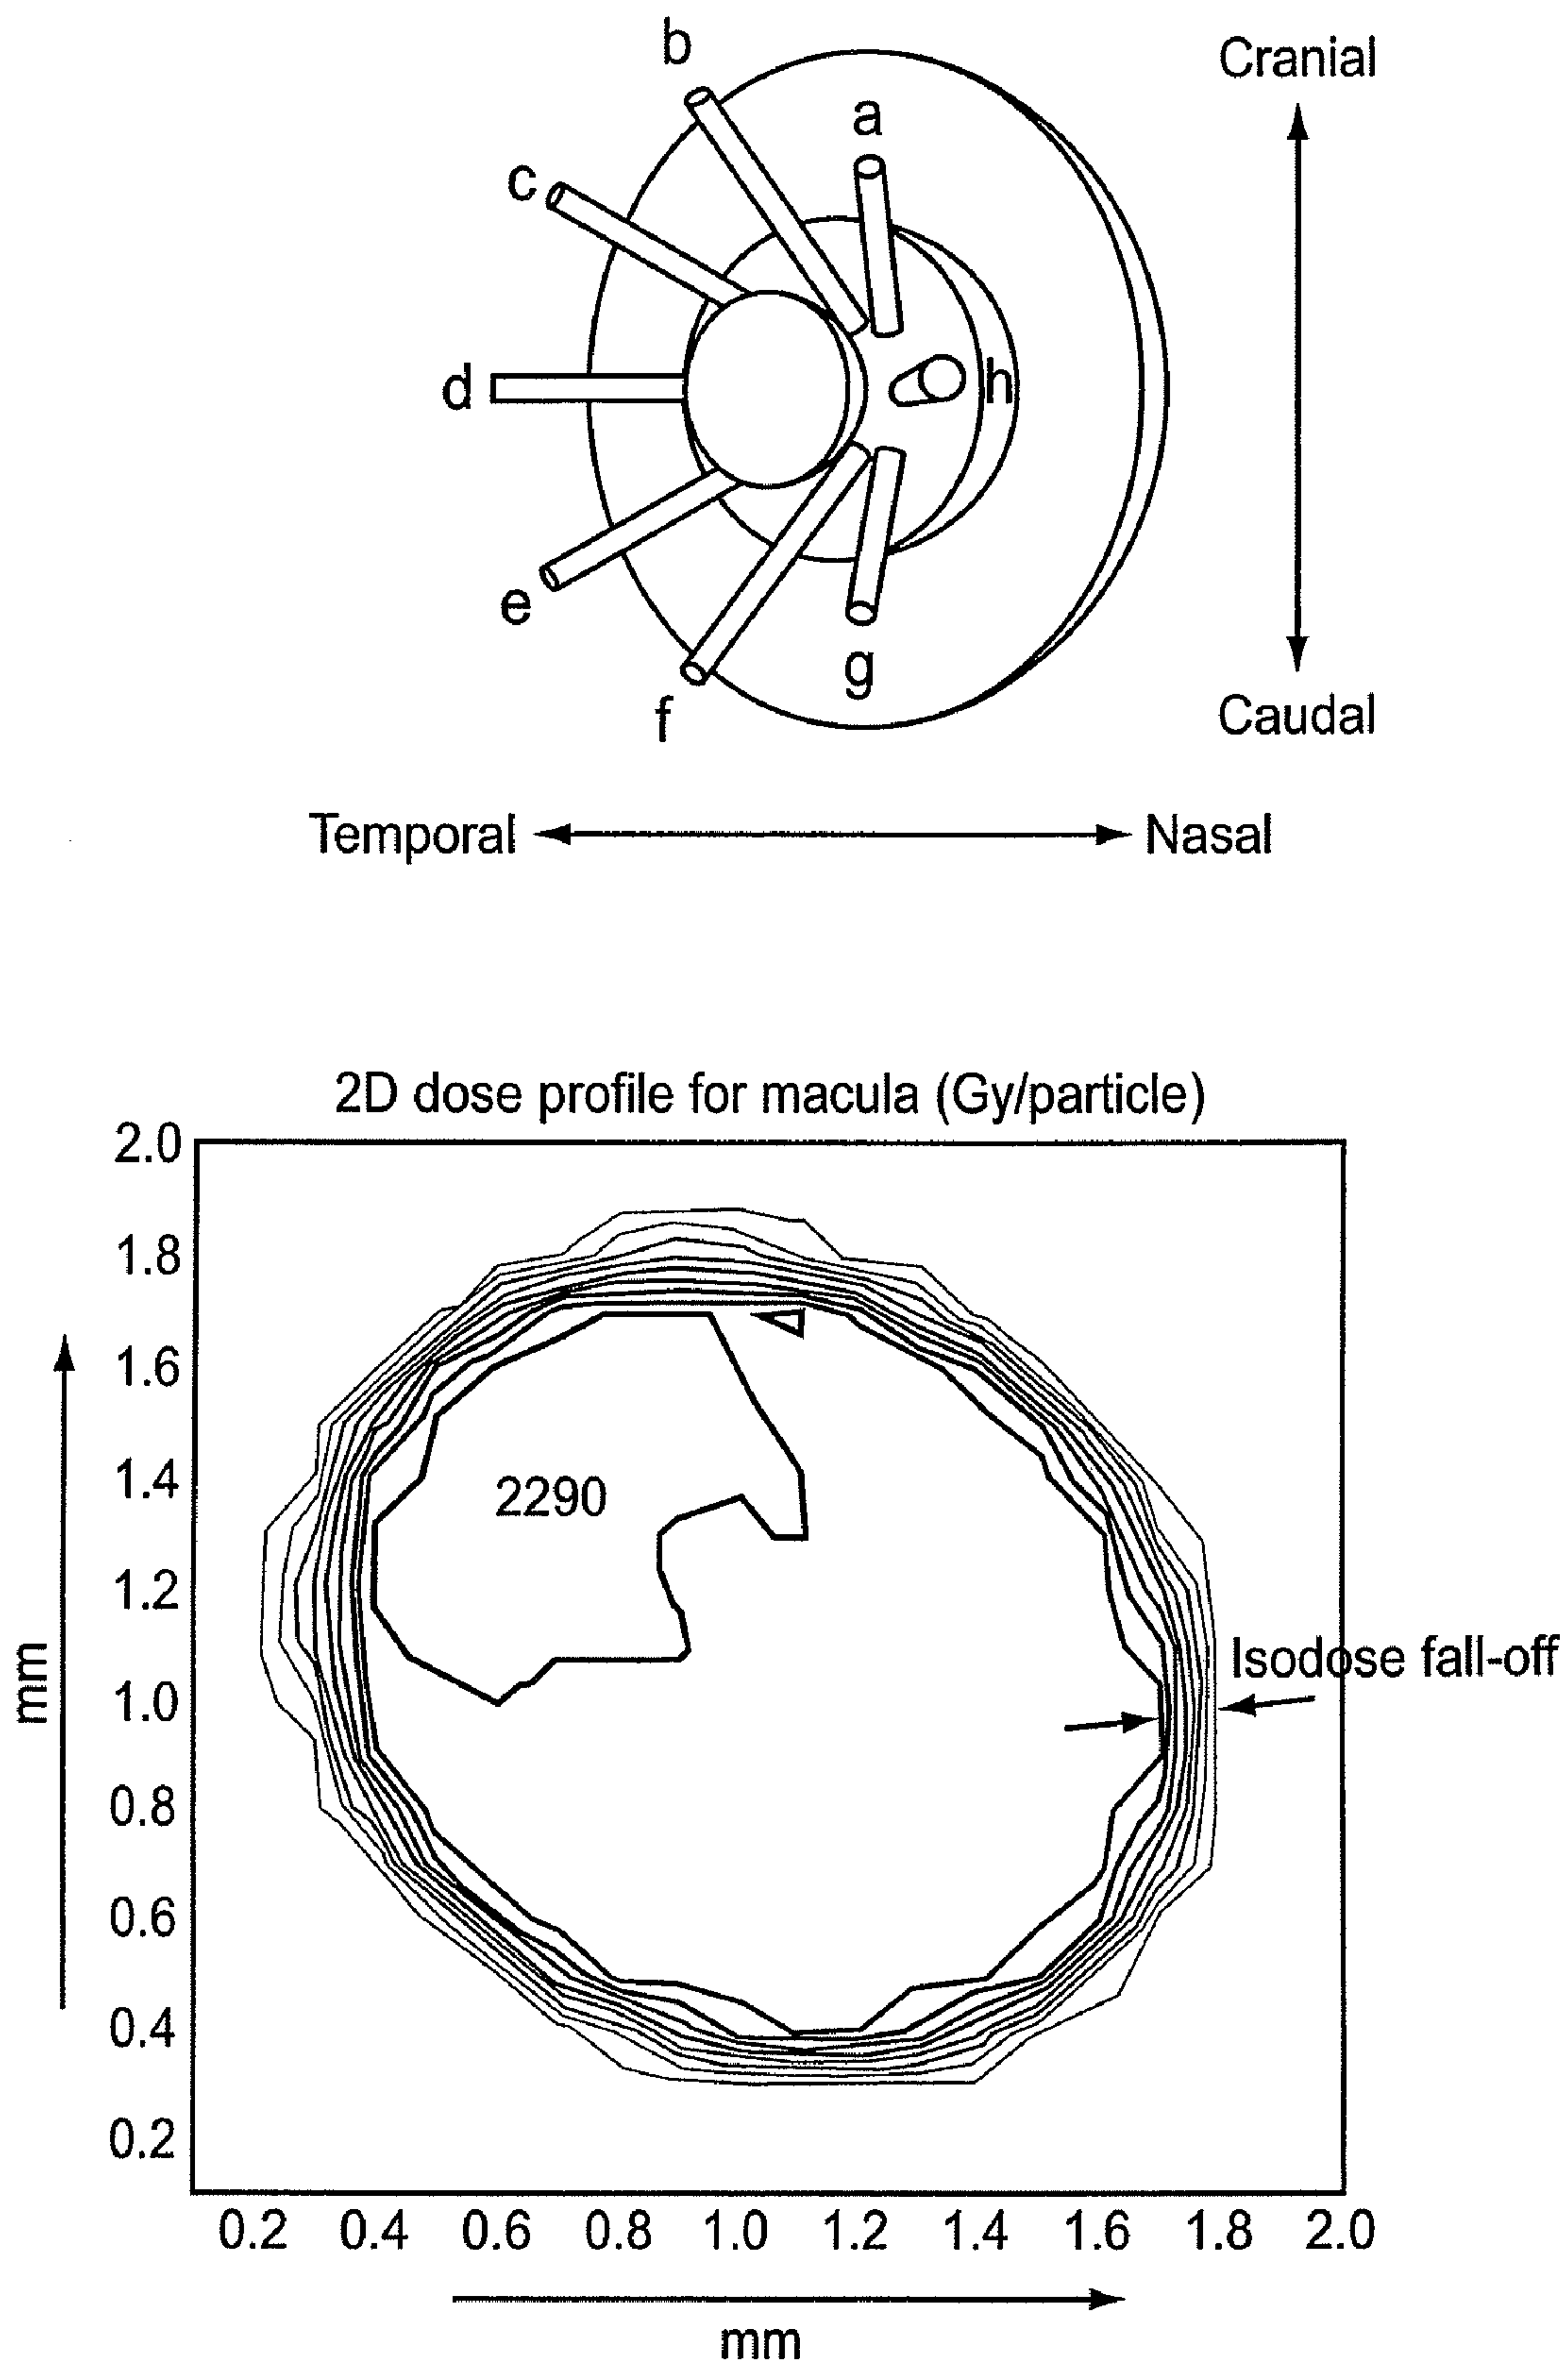 b
Cranial
a
c
d
h
e
g
f
Caudal
Temporal
Nasal
2D dose profile for macula (Gy/particle)
2.0
1.8
1.6
1.4
2290
1.2
Isodose fall-off
mm
1.0
0.8
0.6
0.4
0.2
0.2 0.4 0.6 0.8 1.0 1.2 1.4 1.6 1.8 2.0
mm